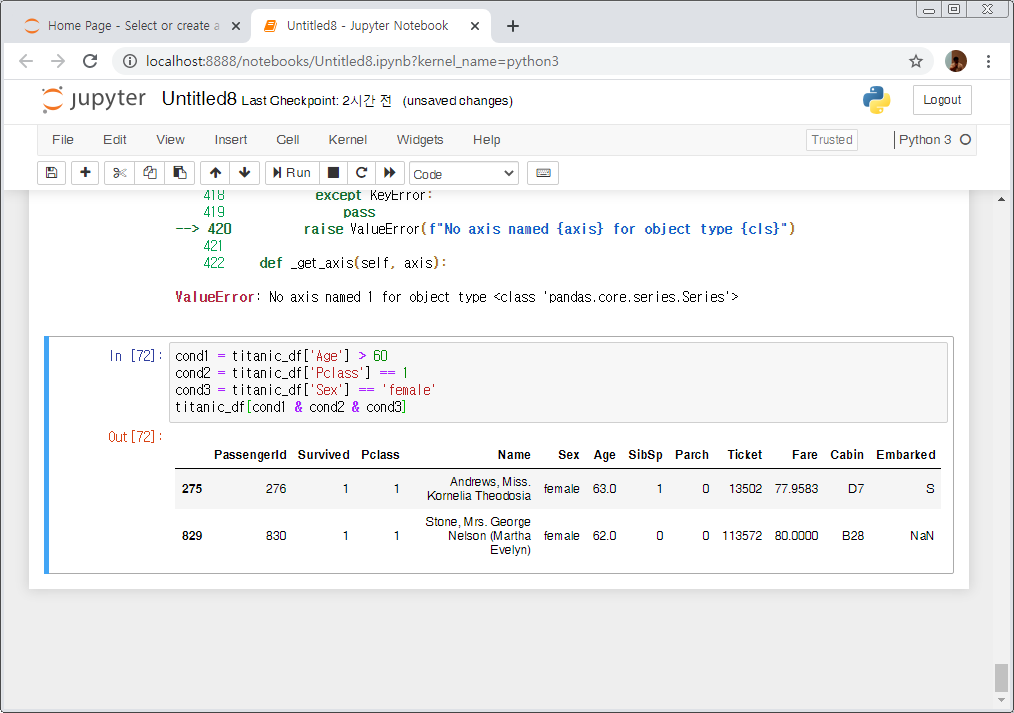 Home Page - Select or create a
Untitled8 - Jupyter Notebook
localhost:8888/notebooks/Untitled8.ipynb?kernel_name=python3
jupyter Untitled8 Last Checkpoint: 2시간 전 (unsaved changes)
Logout
File Edit View Insert Cell Kernel Widgets Help
Trusted
Python 3
Run
Code
418 except KeyError:
419 pass
--> 420 raise ValueError(f"No axis named {axis} for object type {cls}")
421
422 def _get_axis(self, axis):
ValueError: No axis named 1 for object type <class 'pandas.core.series.Series'>
In [72]: cond1 = titanic_df['Age'] > 60
cond2 = titanic_df['Pclass'] == 1
cond3 = titanic_df['Sex'] == 'female'
titanic_df[cond1 & cond2 & cond3]
Out[72]:
PassengerId Survived Pclass Name Sex Age SibSp Parch Ticket Fare Cabin Embarked
275 276 1 1 Andrews, Miss.
Kornelia Theodosia female 63.0 1 0 13502 77.9583 D7 S
829 830 1 1 Stone, Mrs. George
Nelson (Martha
Evelyn) female 62.0 0 0 113572 80.0000 B28 NaN